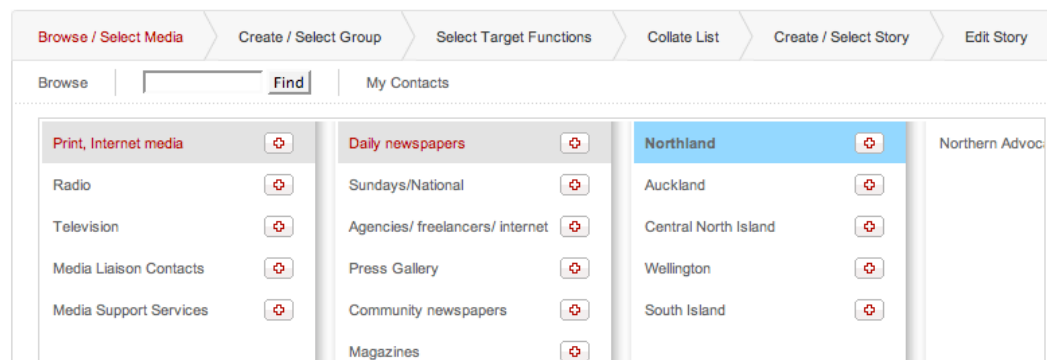 Browse / Select Media Create / Select Group Select Target Functions Collate List Create / Select Story Edit Story
Browse Find My Contacts
Print, Internet media Daily newspapers Northland Northern Advoc
Radio Sundays/National Auckland
Television Agencies/ freelancers/ internet Central North Island
Media Liaison Contacts Press Gallery Wellington
Media Support Services Community newspapers South Island
Magazines